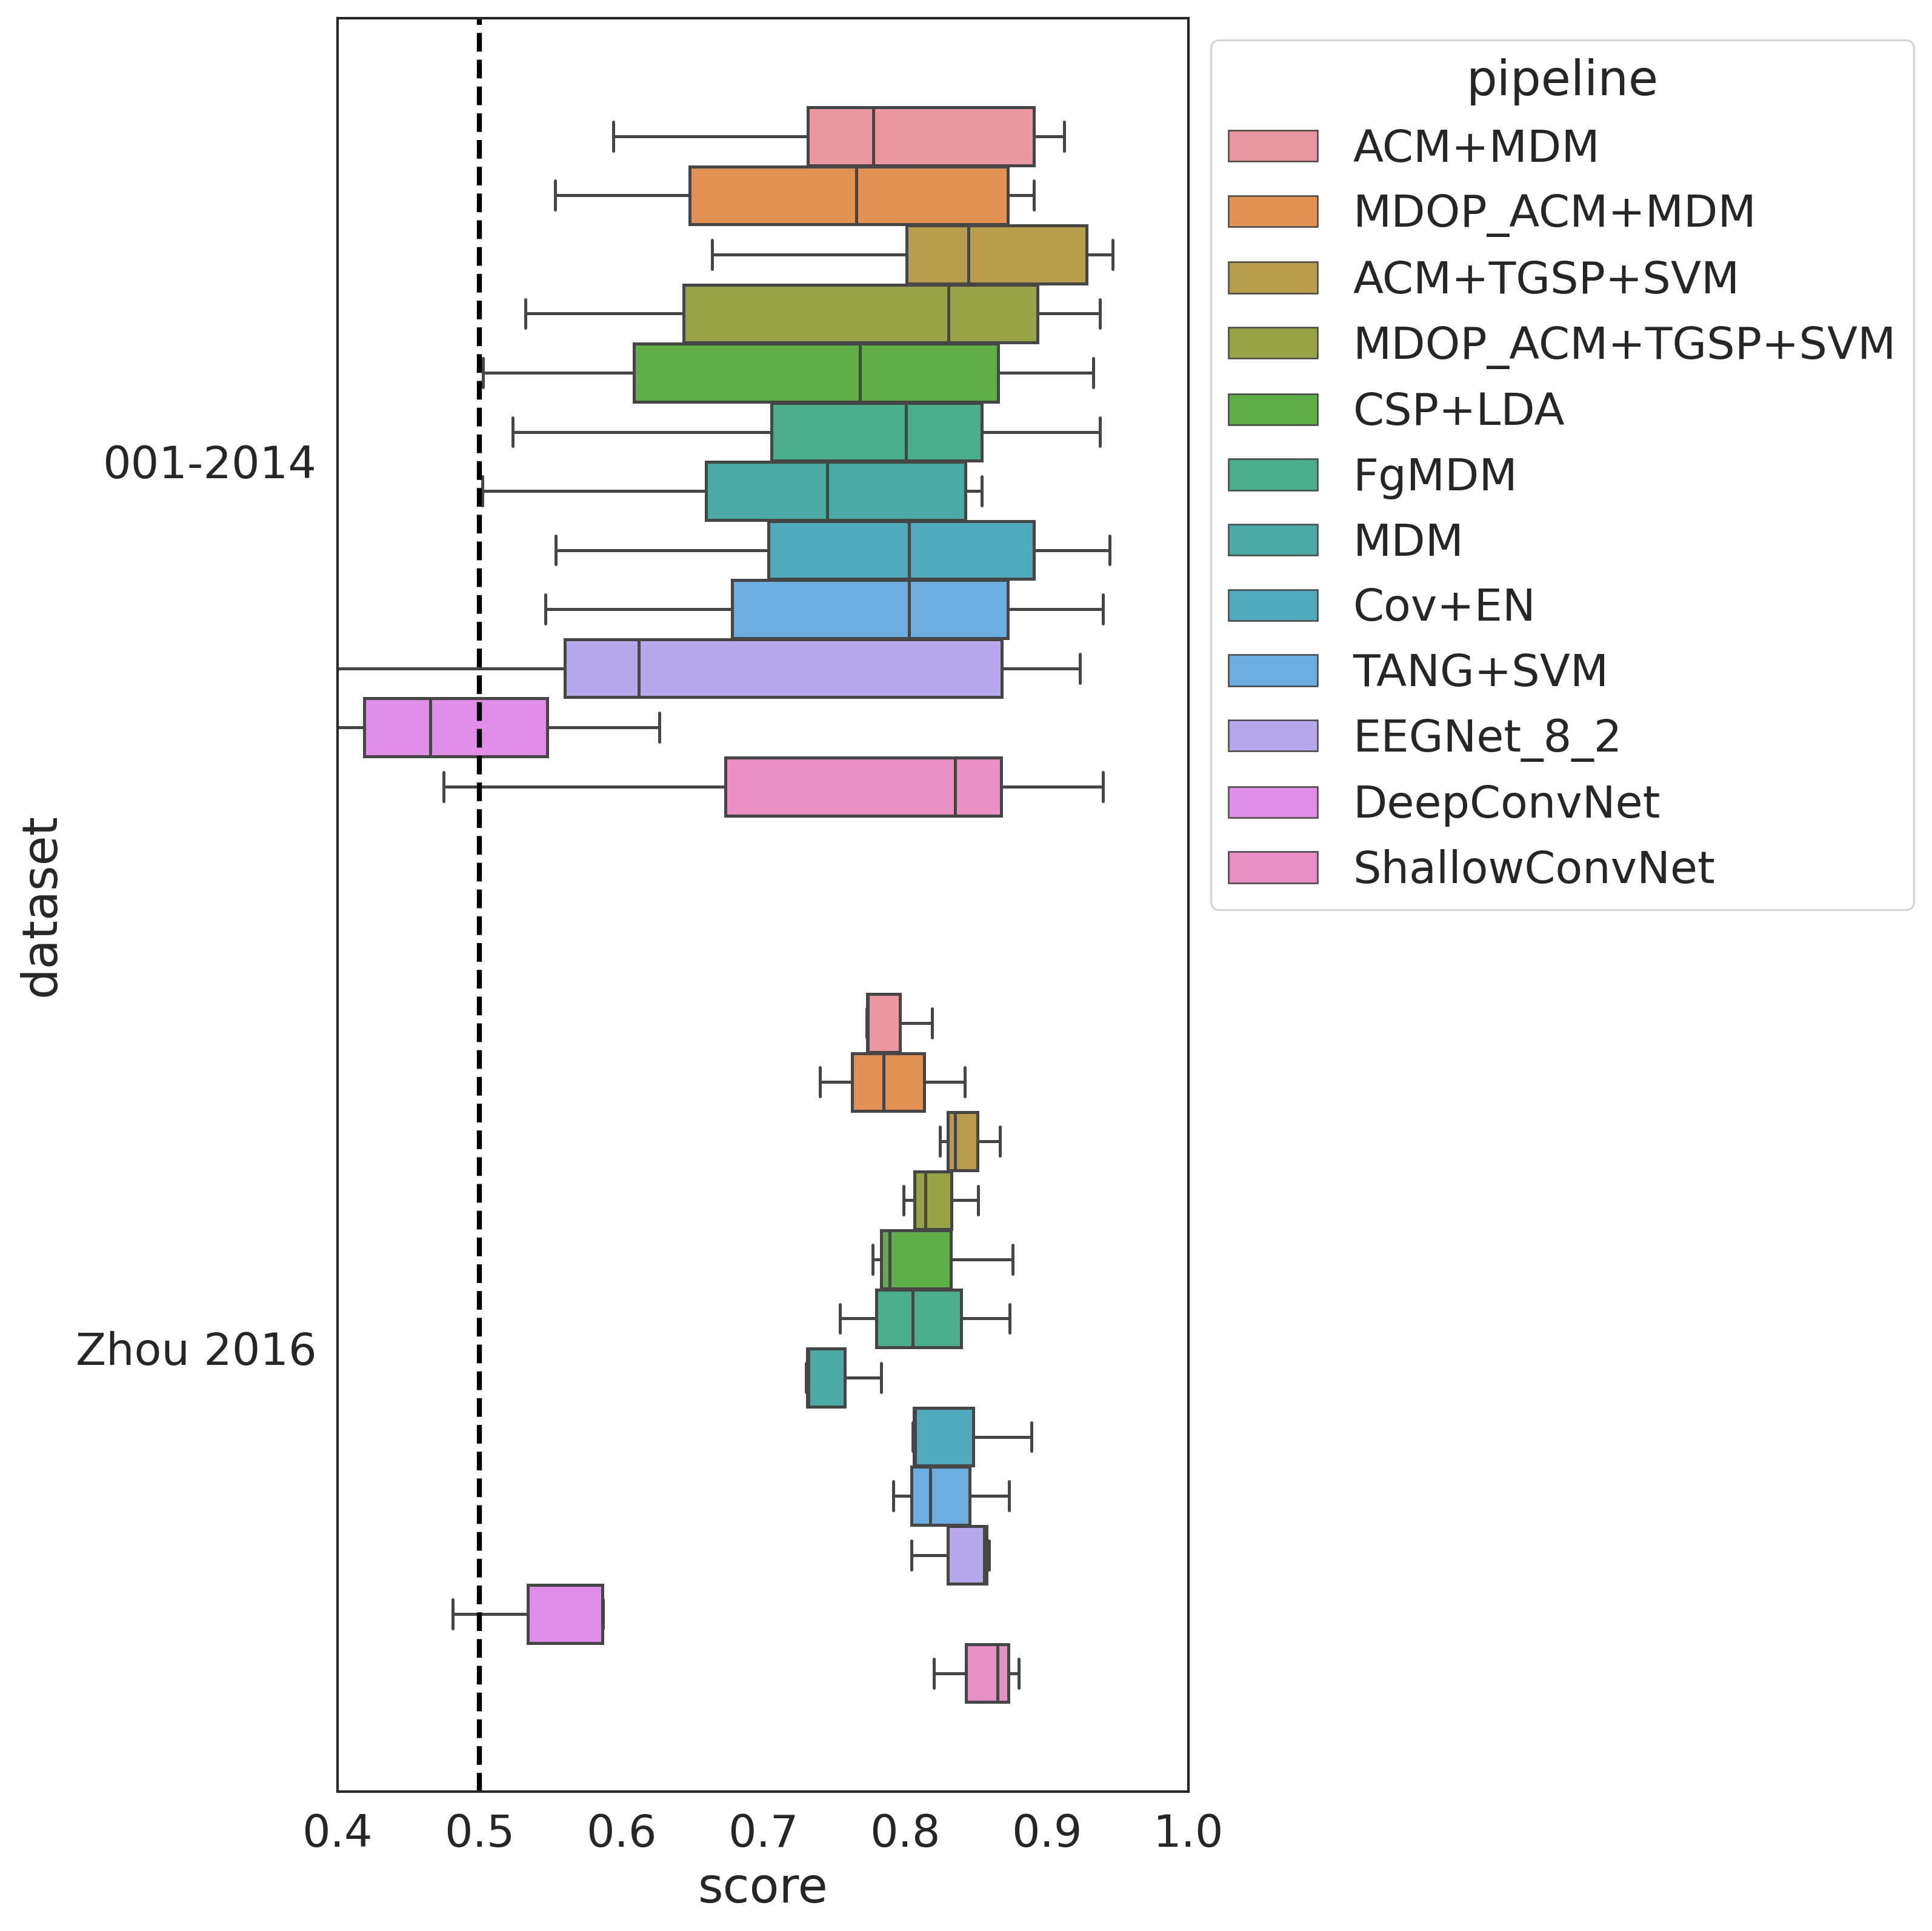 pipeline
ACM+MDM
MDOP_ACM+MDM
ACM+TGSP+SVM
MDOP_ACM+TGSP+SVM
CSP+LDA
FgMDM
MDM
Cov+EN
TANG+SVM
EEGNet_8_2
DeepConvNet
ShallowConvNet
dataset
001-2014
Zhou 2016
0.4 0.5 0.6 0.7 0.8 0.9 1.0
score